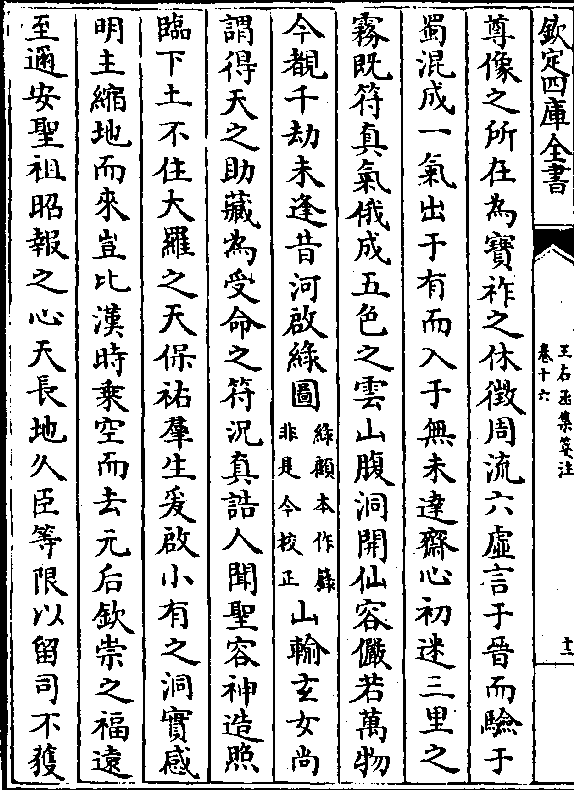 欽定四庫全書
王右丞集箋注
卷十六
十二
尊像之所在為寶祚之休徵周流六虛言于晉而驗于
蜀混成一氣出于有而入于無未達齋心初迷三里之
霧既符真氣俄成五色之雲山腹洞開仙容儼若萬物
今覩千劫未逢昔河啟綠圖綠顧本作籙非是今校正山輸玄女尚
謂得天之助藏為受命之符況真誥人聞聖容神造照
臨下土不住大羅之天保祐羣生爰啟小有之洞實感
明主縮地而來豈比漢時乘空而去元后欽崇之福遠
至邇安聖祖昭報之心天長地久臣等限以留司不獲